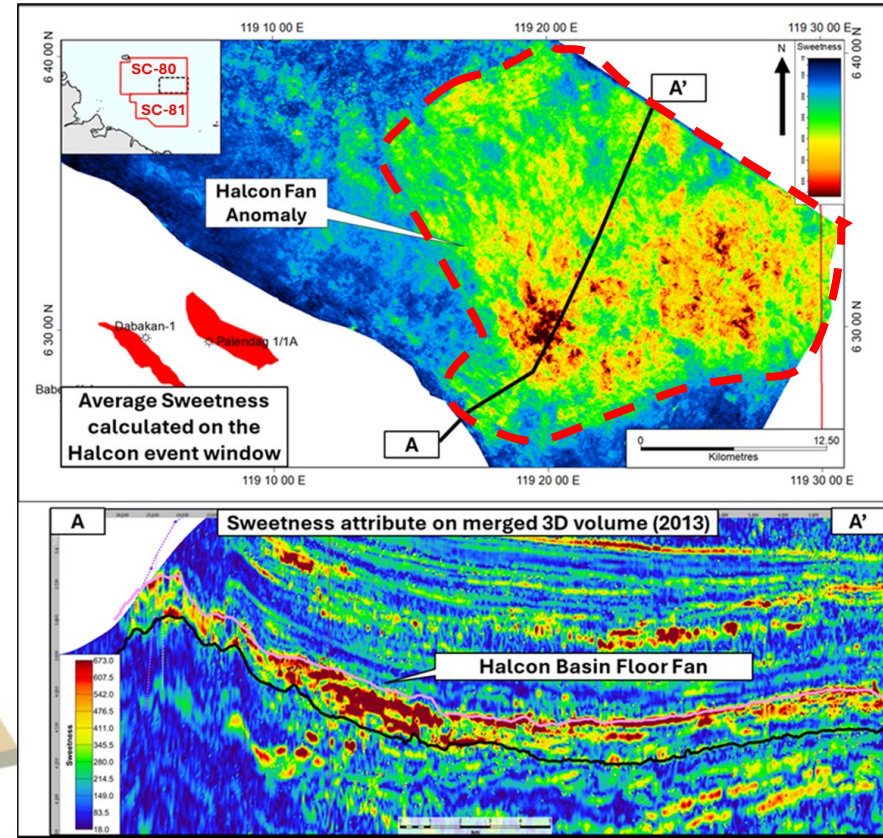 119 10 00 E
119 20 00 E
119 30 00 E
6 40 00 N
6 40 00 N
SC-80
SC-81
A'
N
Sweetness
Halcon Fan
Anomaly
6 30 00 N
6 30 00 N
Dabakan-1
Palendag 1/1A
Average Sweetness
calculated on the
Halcon event window
A
0
12.50
Kilometres
119 10 00 E
119 20 00 E
119 30 00 E
A
Sweetness attribute on merged 3D volume (2013)
A'
Halcon Basin Floor Fan
Sweetness
673.0
607.5
542.0
476.5
411.0
345.5
280.0
214.5
149.0
83.5
18.0
km